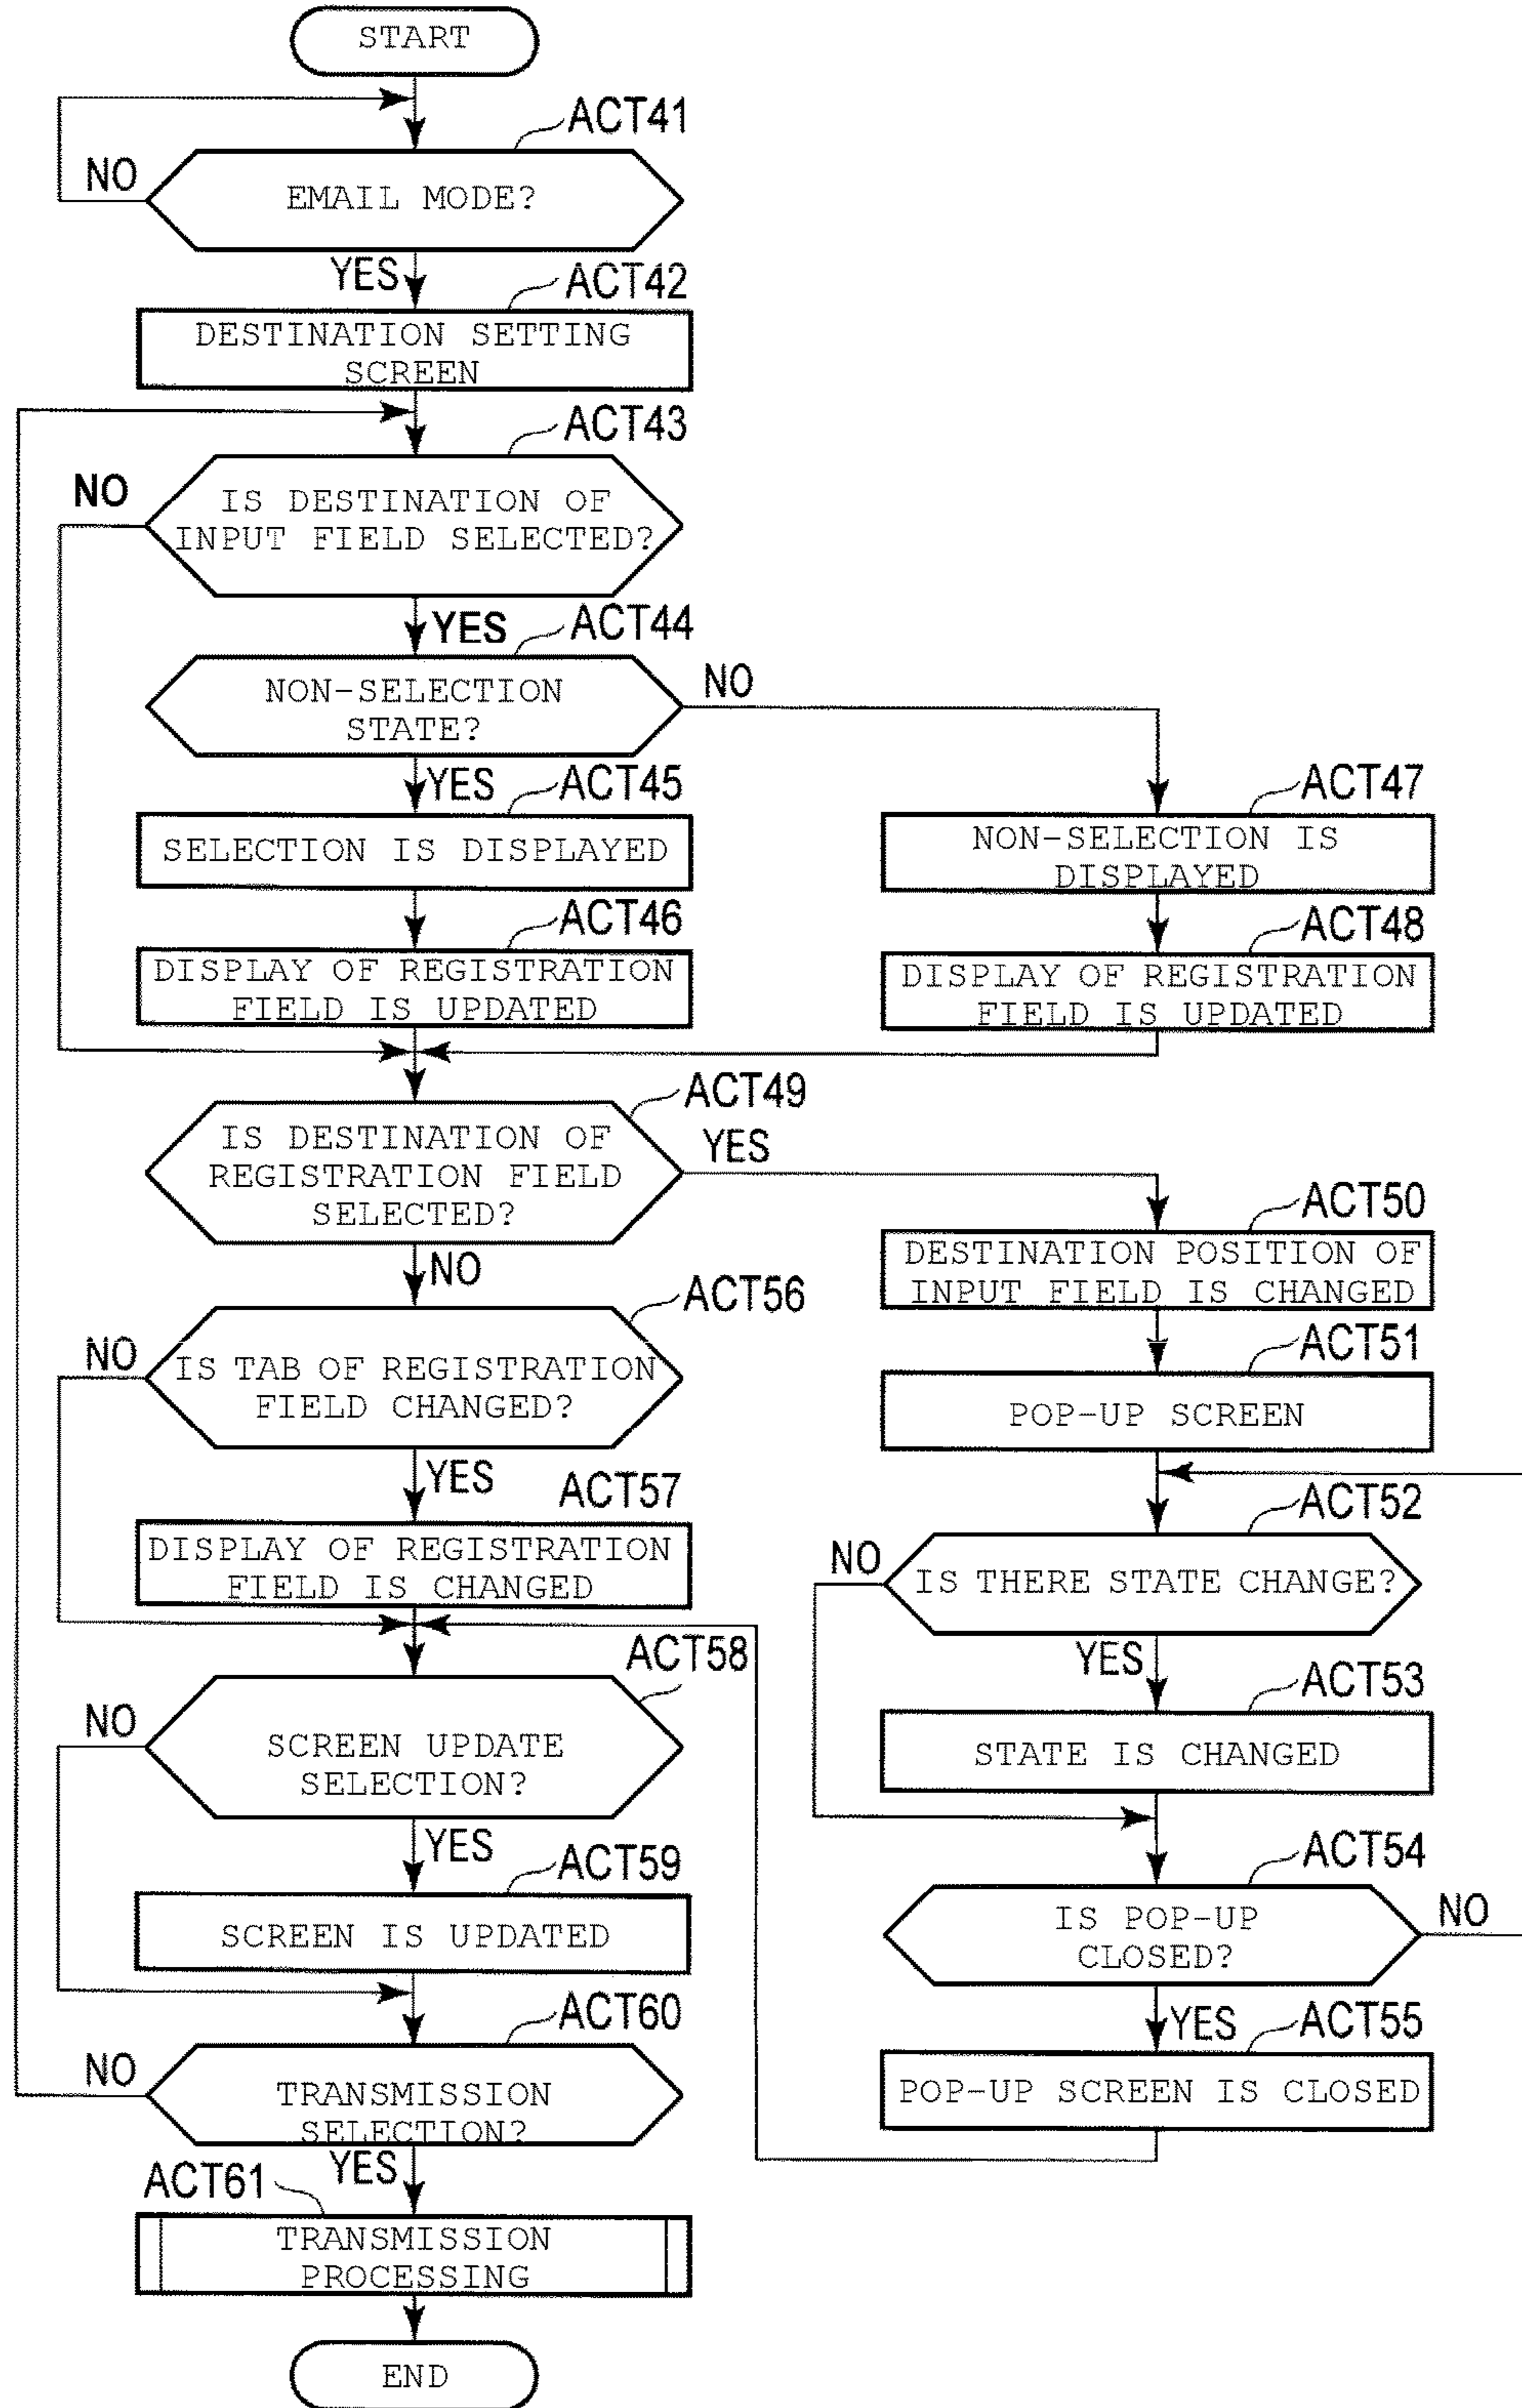 START
ACT41
NO
EMAIL MODE?
YES
ACT42
DESTINATION SETTING
SCREEN
ACT43
NO
IS DESTINATION OF
INPUT FIELD SELECTED?
YES
ACT44
NON-SELECTION
STATE?
NO
YES
ACT45
SELECTION IS DISPLAYED
ACT47
NON-SELECTION IS
DISPLAYED
ACT46
DISPLAY OF REGISTRATION
FIELD IS UPDATED
ACT48
DISPLAY OF REGISTRATION
FIELD IS UPDATED
ACT49
IS DESTINATION OF
REGISTRATION FIELD
SELECTED?
YES
NO
ACT50
DESTINATION POSITION OF
INPUT FIELD IS CHANGED
ACT56
NO
IS TAB OF REGISTRATION
FIELD CHANGED?
YES
ACT51
POP-UP SCREEN
ACT57
DISPLAY OF REGISTRATION
FIELD IS CHANGED
ACT52
NO
IS THERE STATE CHANGE?
YES
ACT58
NO
SCREEN UPDATE
SELECTION?
YES
ACT53
STATE IS CHANGED
ACT59
SCREEN IS UPDATED
ACT54
IS POP-UP
CLOSED?
NO
YES
ACT55
POP-UP SCREEN IS CLOSED
ACT60
NO
TRANSMISSION
SELECTION?
YES
ACT61
TRANSMISSION
PROCESSING
END